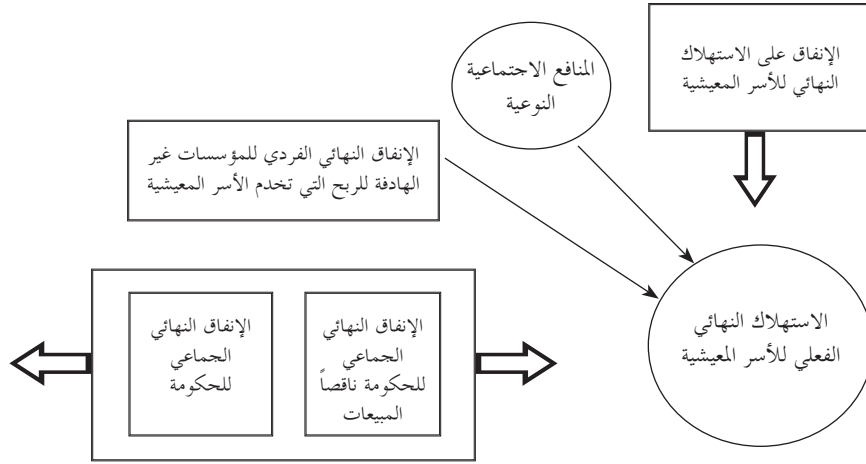 الإنفاق على الاستهلاك
النهائي للأسر المعيشية
المنافع الاجتماعية
النوعية
الإنفاق النهائي الفردي للمؤسسات غير
الهادفة للربح التي تخدم الأسر المعيشية
الاستهلاك النهائي
الفعلي للأسر المعيشية
الإنفاق النهائي
الجماعي
للحكومة ناقصاً
المبيعات
الإنفاق النهائي
الجماعي
للحكومة